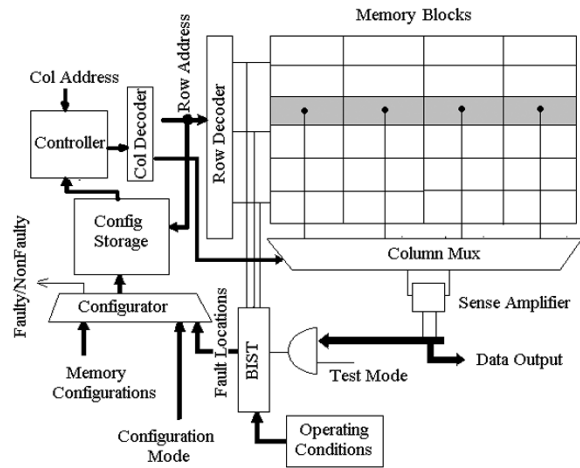 Memory Blocks
Col Address
Row Address
Controller
Col Decoder
Row Decoder
Config
Storage
Column Mux
Faulty/NonFaulty
Configurator
Sense Amplifier
Fault Locations
BIST
Test Mode
Data Output
Memory
Configurations
Configuration
Mode
Operating
Conditions